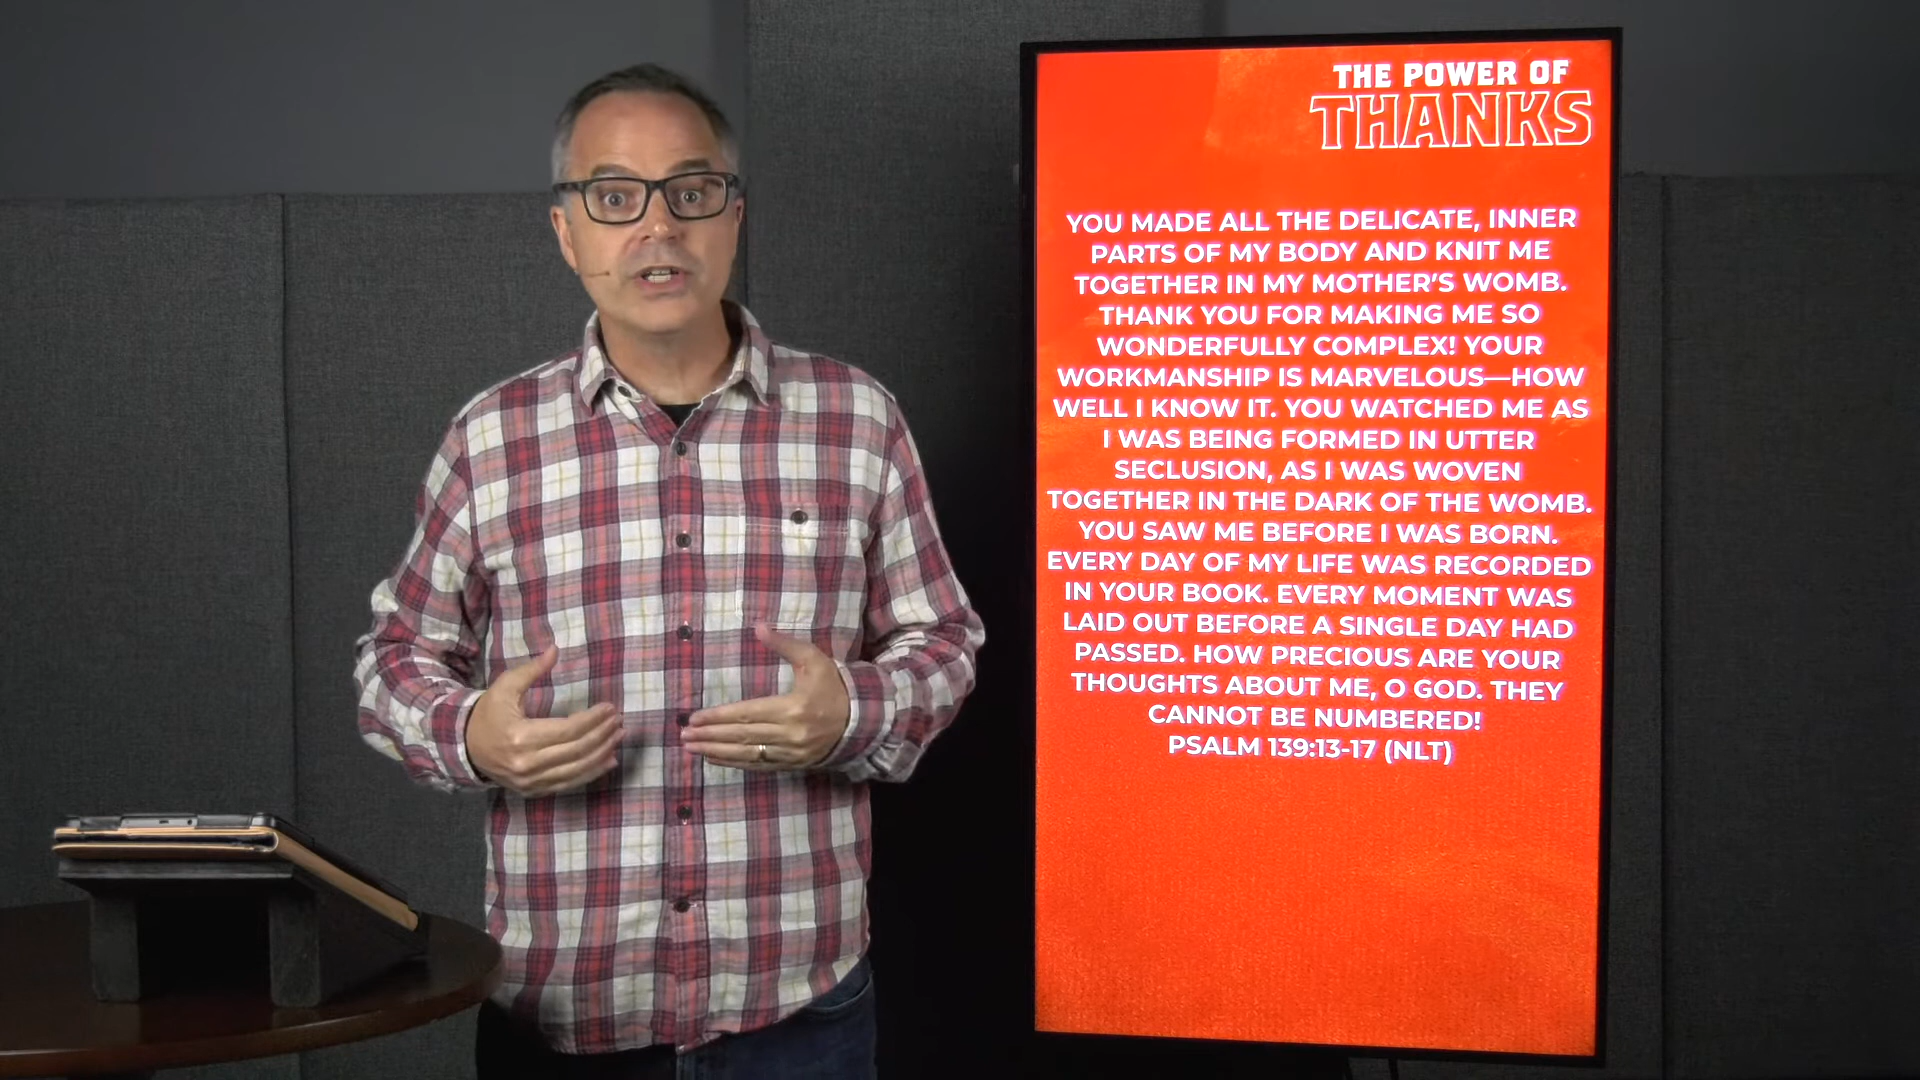 THE POWER OF
THANKS
YOU MADE ALL THE DELICATE, INNER
PARTS OF MY BODY AND KNIT ME
TOGETHER IN MY MOTHER'S WOMB.
THANK YOU FOR MAKING ME SO
WONDERFULLY COMPLEX! YOUR
WORKMANSHIP IS MARVELOUS—HOW
WELL I KNOW IT. YOU WATCHED ME AS
I WAS BEING FORMED IN UTTER
SECLUSION, AS I WAS WOVEN
TOGETHER IN THE DARK OF THE WOMB.
YOU SAW ME BEFORE I WAS BORN.
EVERY DAY OF MY LIFE WAS RECORDED
IN YOUR BOOK. EVERY MOMENT WAS
LAID OUT BEFORE A SINGLE DAY HAD
PASSED. HOW PRECIOUS ARE YOUR
THOUGHTS ABOUT ME, O GOD. THEY
CANNOT BE NUMBERED!
PSALM 139:13-17 (NLT)